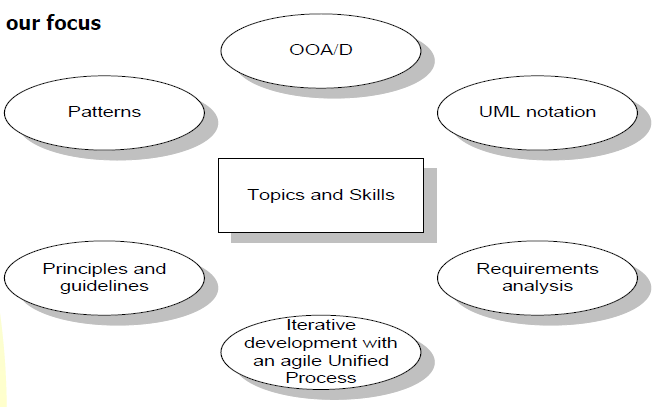 our focus
OOA/D
Patterns
UML notation
Topics and Skills
Principles and
guidelines
Requirements
analysis
Iterative
development with
an agile Unified
Process